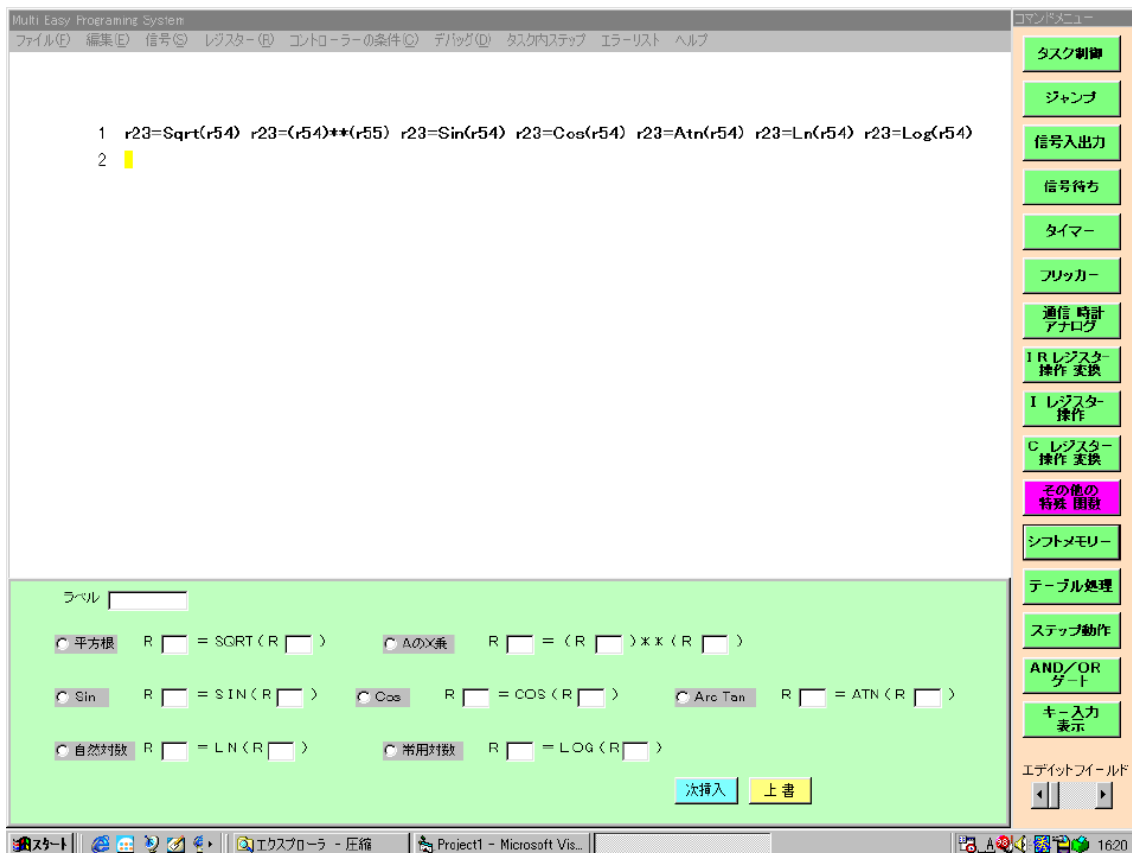 Multi Easy Programing System
コマンドメニュー
ファイル(F) 編集(E) 信号(S) レジスター(R) コントローラーの条件(C) デバッグ(D) タスク内ステップ エラーリスト ヘルプ
タスク制御
ジャンプ
1 r23=Sqrt(r54) r23=(r54)**(r55) r23=Sin(r54) r23=Cos(r54) r23=Atn(r54) r23=Ln(r54) r23=Log(r54)
2
信号入出力
信号待ち
タイマー
フリッカー
通信 時計
アナログ
I R レジスター
操作 変換
I レジスター
操作
C レジスター
操作 変換
その他の
特殊 関数
シフトメモリー
テーブル処理
ステップ動作
AND/OR
ゲート
キー入力
表示
エディットフイールド
ラベル
平方根 R = SQRT(R )
AのX乗 R = (R )**(R )
Sin R = SIN(R )
Cos R = COS(R )
Arc Tan R = ATN(R )
自然対数 R = LN(R )
常用対数 R = LOG(R )
次挿入 上書
スタート エクスプローラ - 圧縮 Project1 - Microsoft Vis... 16:20